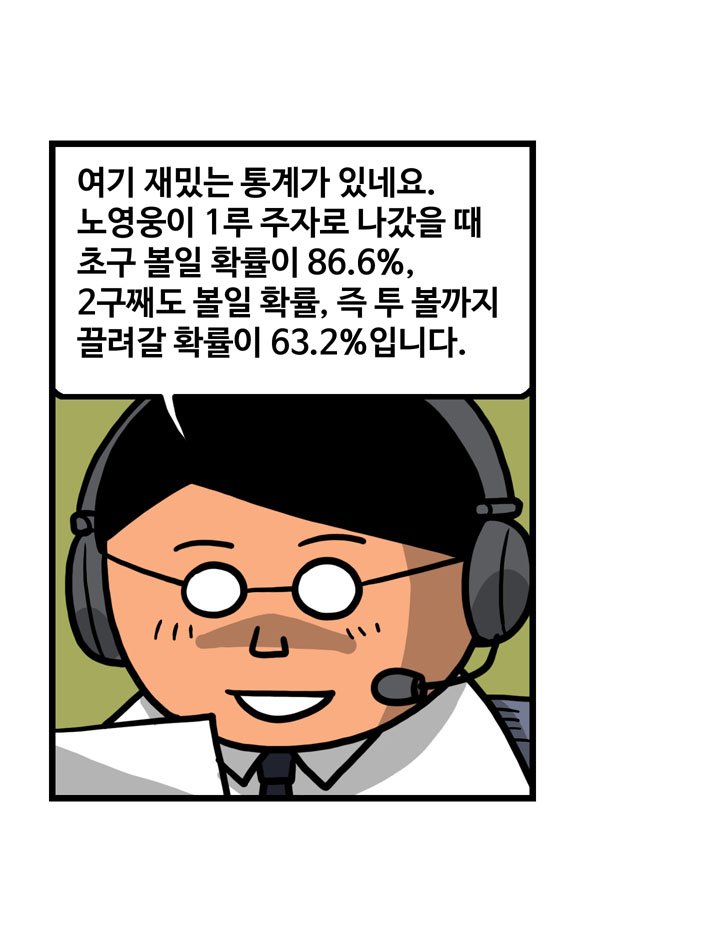 여기 재밌는 통계가 있네요.
노영웅이 1루 주자로 나갔을 때
초구 볼일 확률이 86.6%,
2구째도 볼일 확률, 즉 투 볼까지
끌려갈 확률이 63.2%입니다.